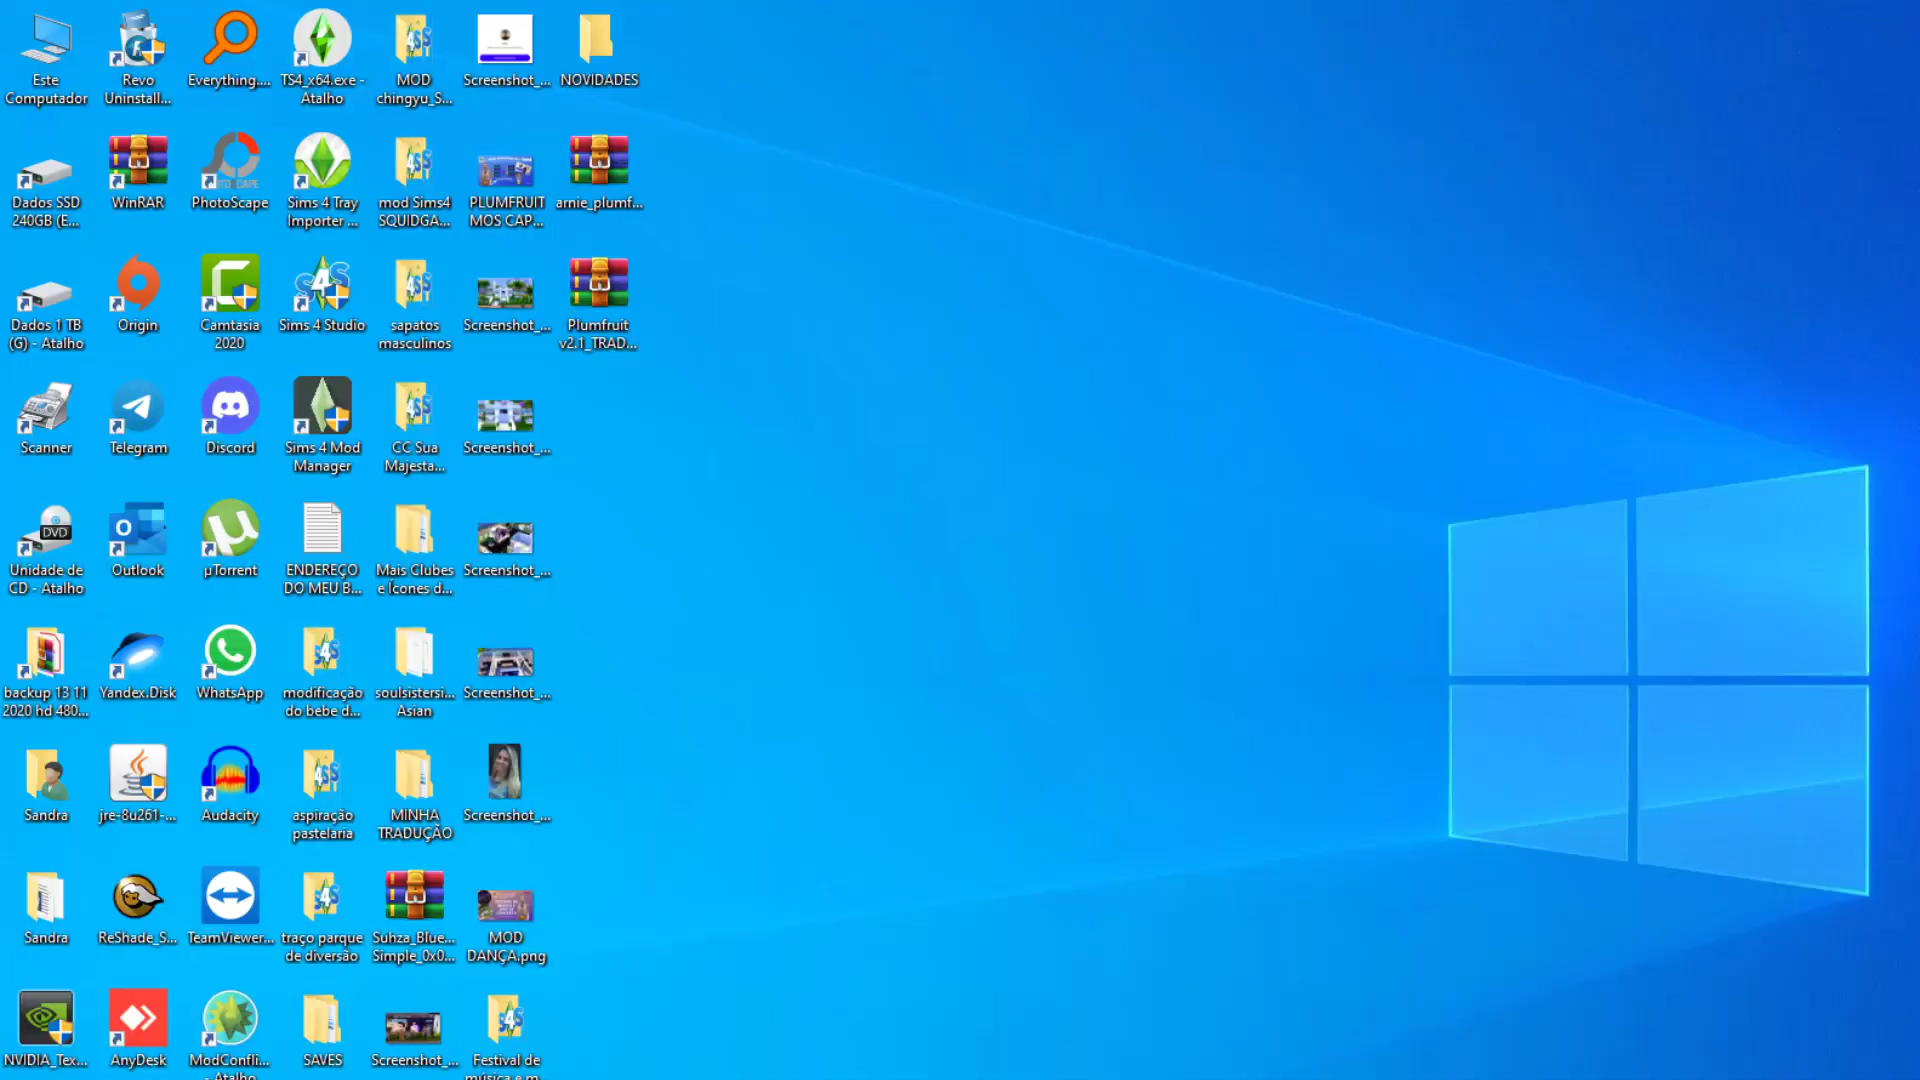 Este
Computador
Revo
Uninstall...
Everything....
TS4_x64.exe -
Atalho
MOD
chingyu_S...
Screenshot_...
NOVIDADES
Dados SSD
240GB (E...
WinRAR
PhotoScape
Sims 4 Tray
Importer ...
mod Sims4
SQUIDGA...
PLUMFRUIT
MOS CAP...
arnie_plumf...
Dados 1 TB
(G) - Atalho
Origin
Camtasia
2020
Sims 4 Studio
sapatos
masculinos
Screenshot_...
Plumfruit
v2.1_TRAD...
Scanner
Telegram
Discord
Sims 4 Mod
Manager
CC Sua
Majesta...
Screenshot_...
DVD
Unidade de
CD - Atalho
Outlook
µTorrent
ENDEREÇO
DO MEU B...
Mais Clubes
e Ícones d...
Screenshot_...
backup 13 11
2020 hd 480...
Yandex.Disk
WhatsApp
modificação
do bebe d...
soulsistersi...
Asian
Screenshot_...
Sandra
jre-8u261-...
Audacity
aspiração
pastelaria
MINHA
TRADUÇÃO
Screenshot_...
Sandra
ReShade_S...
TeamViewer...
traço parque
de diversão
Suhza_Blue...
Simple_0x0...
MOD
DANÇA.png
NVIDIA_Tex...
AnyDesk
ModConfli...
- Atalho
SAVES
Screenshot_...
Festival de
música e m...